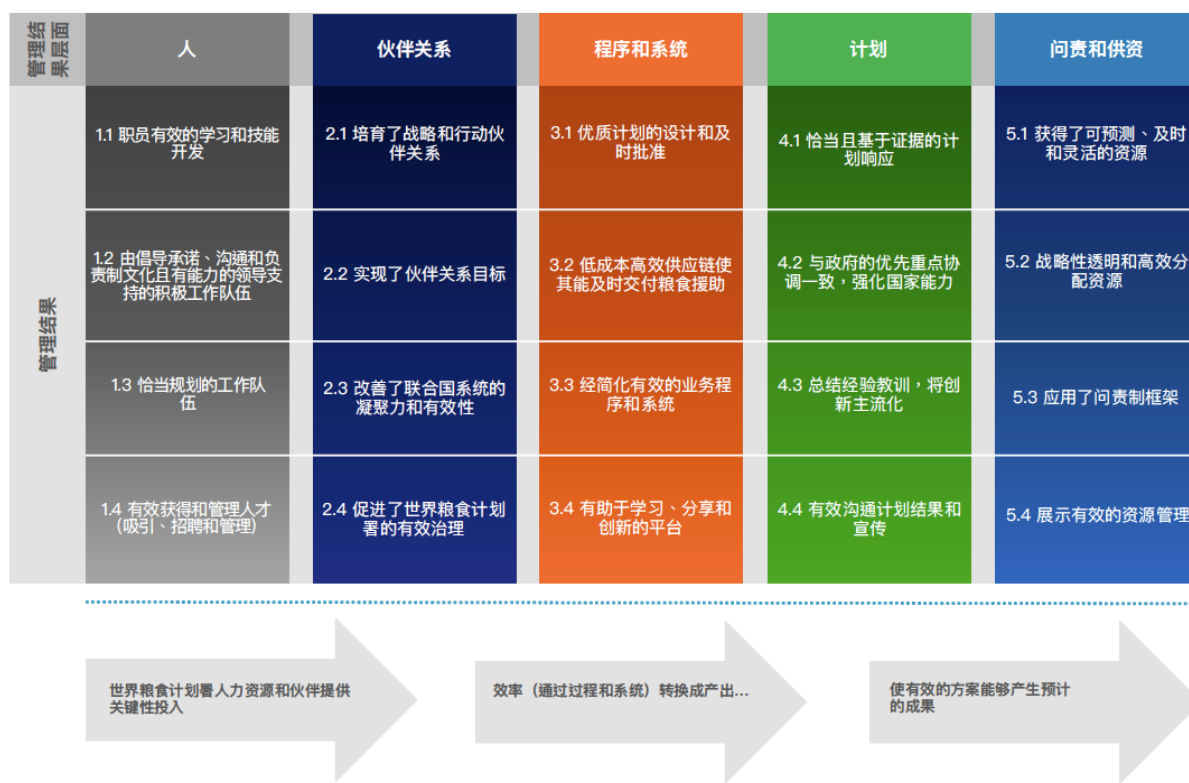 管理结
果层面
人
伙伴关系
程序和系统
计划
问责和供资
管理结果
1.1 职员有效的学习和技能
开发
2.1 培育了战略和行动伙
伴关系
3.1 优质计划的设计和及
时批准
4.1 恰当且基于证据的计
划响应
5.1 获得了可预测、及时
和灵活的资源
1.2 由倡导承诺、沟通和负
责制文化且有能力的领导支
持的积极工作队伍
2.2 实现了伙伴关系目标
3.2 低成本高效供应链使
其能及时交付粮食援助
4.2 与政府的优先重点协
调一致，强化国家能力
5.2 战略性透明和高效分
配资源
1.3 恰当规划的工作队
伍
2.3 改善了联合国系统的
凝聚力和有效性
3.3 经简化有效的业务程
序和系统
4.3 总结经验教训，将创
新主流化
5.3 应用了问责制框架
1.4 有效获得和管理人才
（吸引、招聘和管理）
2.4 促进了世界粮食计划
署的有效治理
3.4 有助于学习、分享和
创新的平台
4.4 有效沟通计划结果和
宣传
5.4 展示有效的资源管理
世界粮食计划署人力资源和伙伴提供
关键性投入
效率（通过过程和系统）转换成产出...
使有效的方案能够产生预计
的成果